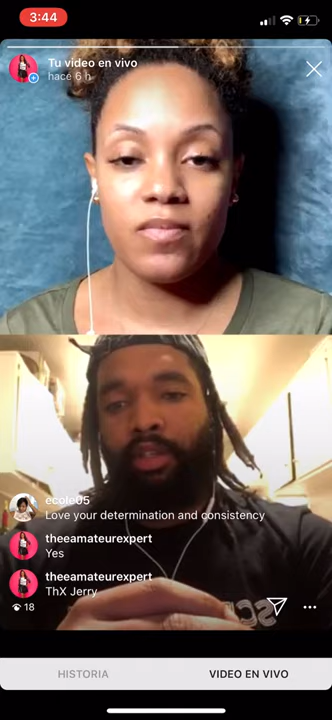 3:44
Tu video en vivo
hace 6 h
ecole05
Love your determination and consistency
theeamateurexpert
Yes
theeamateurexpert
ThX Jerry
18
HISTORIA
VIDEO EN VIVO